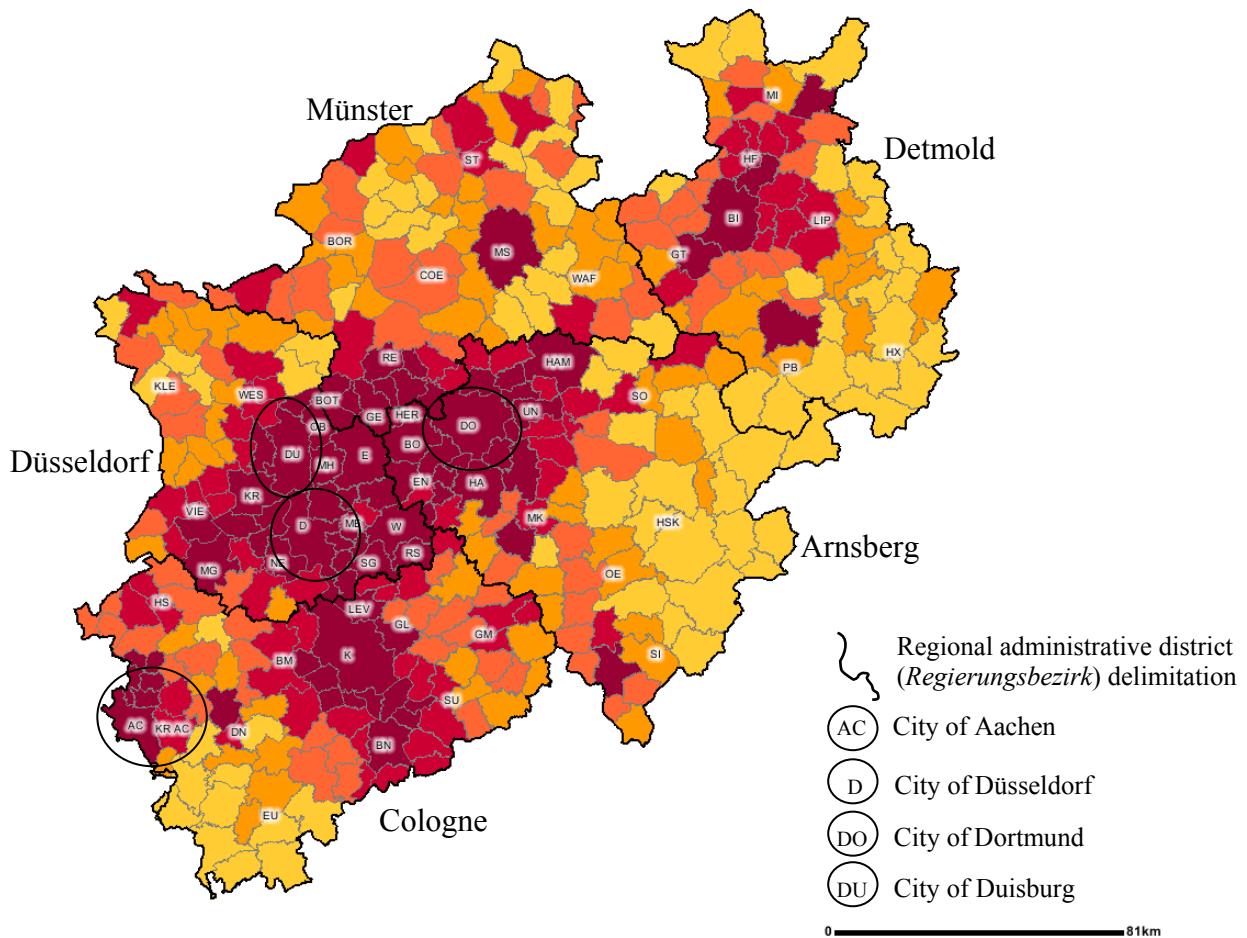 Münster
MI
Detmold
ST
HF
BI
LIP
BOR
MS
GT
COE
WAF
HX
RE
HAM
PB
KLE
WES
SO
BOT
GE
HER
UN
OB
DO
BO
DU
MH
E
Düsseldorf
EN
HA
KR
VIE
MK
HSK
D
ME
W
Arnsberg
RS
NE
SG
MG
OE
HS
LEV
GL
GM
K
SI
BM
SU
AC
KR AC
DN
BN
EU
Cologne
Regional administrative district
(Regierungsbezirk) delimitation
AC City of Aachen
D City of Düsseldorf
DO City of Dortmund
DU City of Duisburg
0 81km